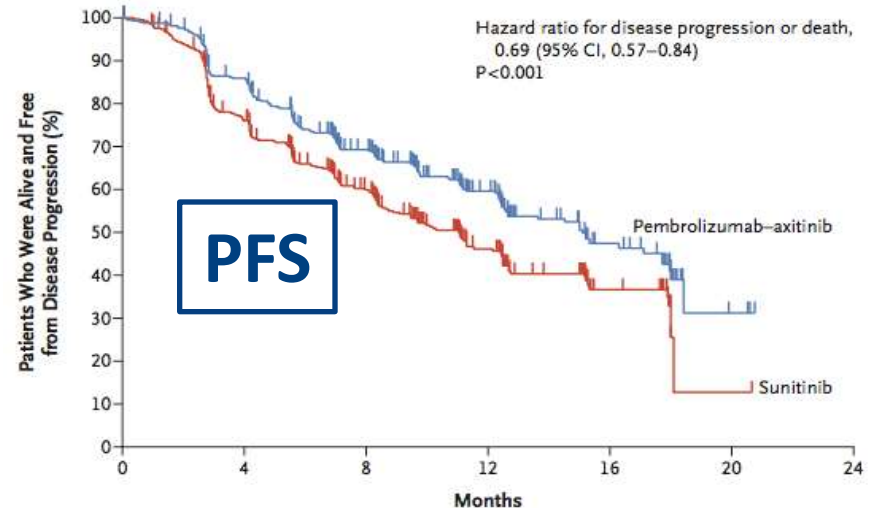 Patients Who Were Alive and Free
from Disease Progression (%)
100
90
80
70
60
50
40
30
20
10
0
Hazard ratio for disease progression or death,
0.69 (95% CI, 0.57–0.84)
P<0.001
PFS
Pembrolizumab–axitinib
Sunitinib
0 4 8 12 16 20 24
Months